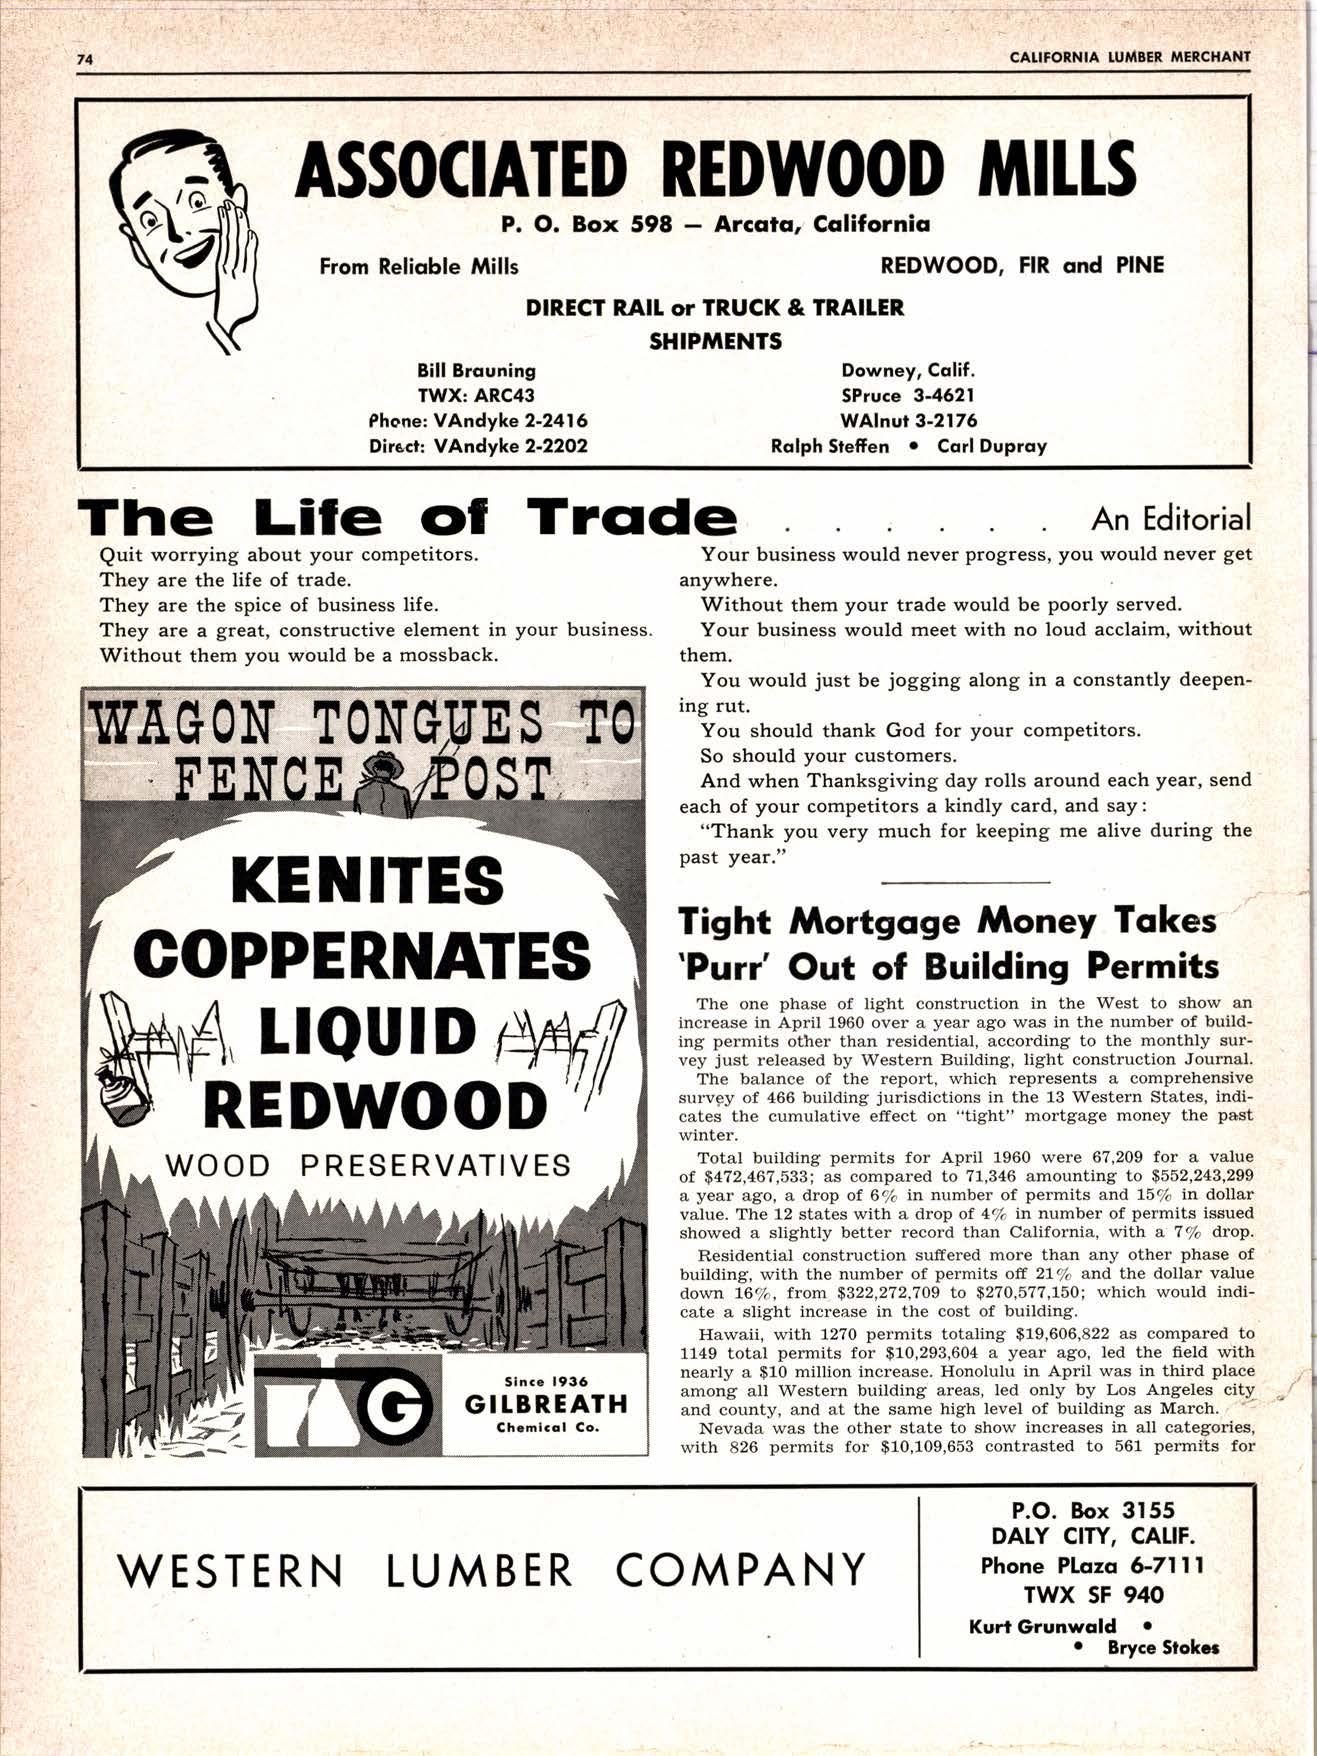 74
CALIFORNIA LUMBER MERCHANT
ASSOCIATED REDWOOD MILLS
P. O. Box 598 — Arcata, California
From Reliable Mills
REDWOOD, FIR and PINE
DIRECT RAIL or TRUCK & TRAILER
SHIPMENTS
Bill Brauning
TWX: ARC43
Phone: VAndyke 2-2416
Direct: VAndyke 2-2202
Downey, Calif.
SPruce 3-4621
WAlnut 3-2176
Ralph Steffen • Carl Dupray
The Life of Trade . . . . . . An Editorial
Quit worrying about your competitors.
They are the life of trade.
They are the spice of business life.
They are a great, constructive element in your business.
Without them you would be a mossback.
WAGON TONGUES TO
FENCE POST
KENITES
COPPERNATES
LIQUID
REDWOOD
WOOD PRESERVATIVES
G
Since 1936
GILBREATH
Chemical Co.
Your business would never progress, you would never get
anywhere.
Without them your trade would be poorly served.
Your business would meet with no loud acclaim, without
them.
You would just be jogging along in a constantly deepen-
ing rut.
You should thank God for your competitors.
So should your customers.
And when Thanksgiving day rolls around each year, send
each of your competitors a kindly card, and say:
“Thank you very much for keeping me alive during the
past year.”
Tight Mortgage Money Takes
'Purr' Out of Building Permits
The one phase of light construction in the West to show an
increase in April 1960 over a year ago was in the number of build-
ing permits other than residential, according to the monthly sur-
vey just released by Western Building, light construction Journal.
The balance of the report, which represents a comprehensive
survey of 466 building jurisdictions in the 13 Western States, indi-
cates the cumulative effect on “tight” mortgage money the past
winter.
Total building permits for April 1960 were 67,209 for a value
of $472,467,533; as compared to 71,346 amounting to $552,243,299
a year ago, a drop of 6% in number of permits and 15% in dollar
value. The 12 states with a drop of 4% in number of permits issued
showed a slightly better record than California, with a 7% drop.
Residential construction suffered more than any other phase of
building, with the number of permits off 21% and the dollar value
down 16%, from $322,272,709 to $270,577,150; which would indi-
cate a slight increase in the cost of building.
Hawaii, with 1270 permits totaling $19,606,822 as compared to
1149 total permits for $10,293,604 a year ago, led the field with
nearly a $10 million increase. Honolulu in April was in third place
among all Western building areas, led only by Los Angeles city
and county, and at the same high level of building as March.
Nevada was the other state to show increases in all categories,
with 826 permits for $10,109,653 contrasted to 561 permits for
WESTERN LUMBER COMPANY
P.O. Box 3155
DALY CITY, CALIF.
Phone PLaza 6-7111
TWX SF 940
Kurt Grunwald •
• Bryce Stokes